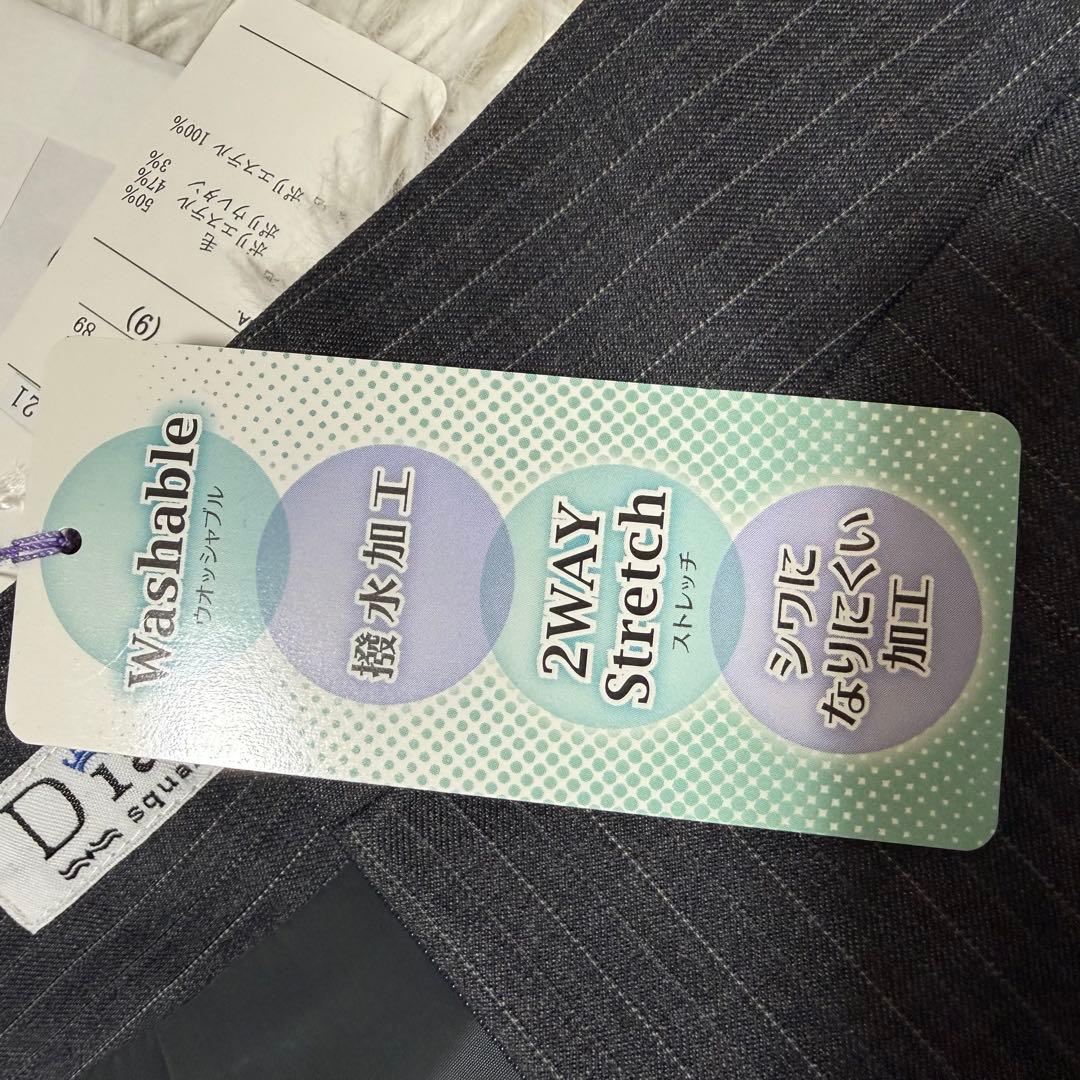 Washable
ウオッシャブル
撥水加工
2WAY
Stretch
ストレッチ
シワに
なりにくい
加工
毛 50%
ポリエステル 47%
ポリウレタン 3%
ポリエステル 100%
(9)
89
21